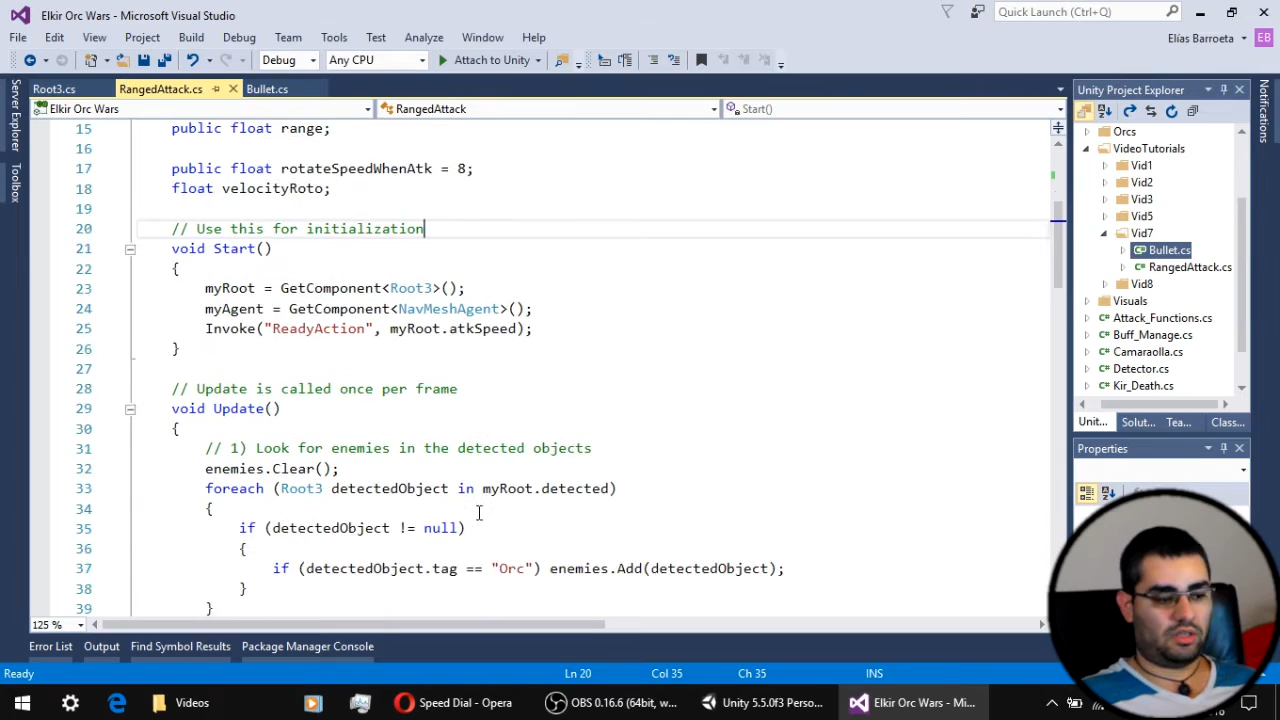 Elkir Orc Wars - Microsoft Visual Studio
Quick Launch (Ctrl+Q)
File Edit View Project Build Debug Team Tools Test Analyze Window Help
Elías Barroeta EB
Debug Any CPU Attach to Unity
Server Explorer
Toolbox
Root3.cs RangedAttack.cs Bullet.cs
Elkir Orc Wars RangedAttack Start()
15 public float range;
16
17 public float rotateSpeedWhenAtk = 8;
18 float velocityRoto;
19
20 // Use this for initialization
21 void Start()
22 {
23 myRoot = GetComponent<Root3>();
24 myAgent = GetComponent<NavMeshAgent>();
25 Invoke("ReadyAction", myRoot.atkSpeed);
26 }
27
28 // Update is called once per frame
29 void Update()
30 {
31 // 1) Look for enemies in the detected objects
32 enemies.Clear();
33 foreach (Root3 detectedObject in myRoot.detected)
34 {
35 if (detectedObject != null)
36 {
37 if (detectedObject.tag == "Orc") enemies.Add(detectedObject);
38 }
39 }
125 %
Unity Project Explorer
Orcs
VideoTutorials
Vid1
Vid2
Vid3
Vid5
Vid7
Bullet.cs
RangedAttack.cs
Vid8
Visuals
Attack_Functions.cs
Buff_Manage.cs
Camaraolla.cs
Detector.cs
Kir_Death.cs
Unit... Solut... Tea... Class...
Properties
Notifications
Error List Output Find Symbol Results Package Manager Console
Ready Ln 20 Col 35 Ch 35 INS
Videos Speed Dial - Opera OBS 0.16.6 (64bit, w... Unity 5.5.0f3 Perso... Elkir Orc Wars - Mi...